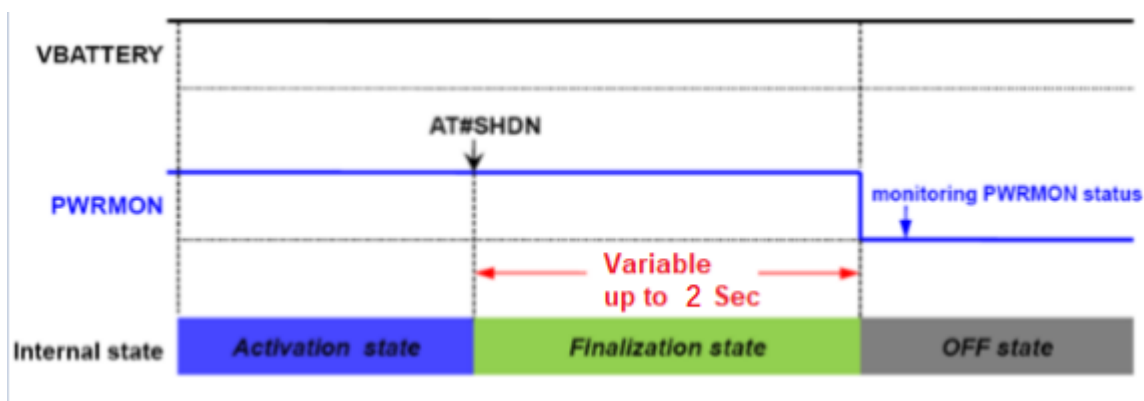 VBATTERY
AT#SHDN
PWRMON
monitoring PWRMON status
Variable
up to 2 Sec
Internal state
Activation state
Finalization state
OFF state